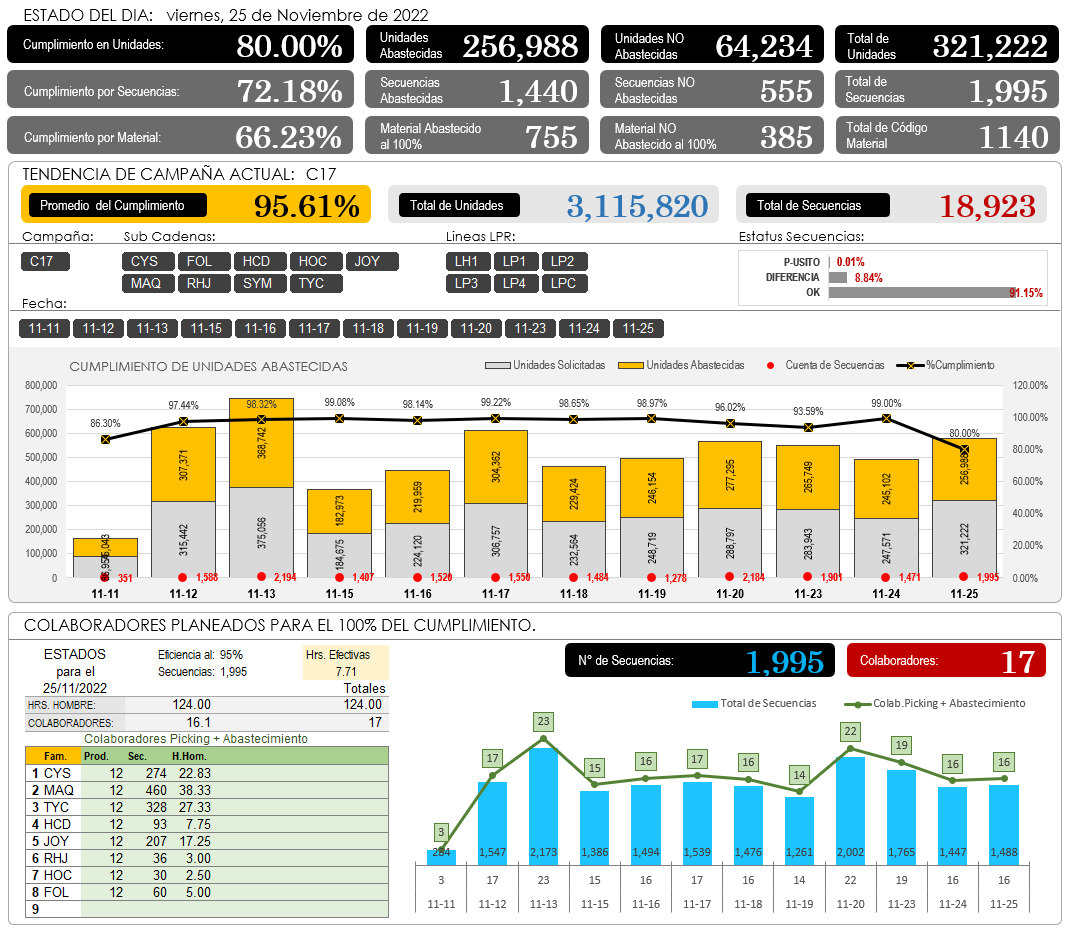 ESTADO DEL DIA: viernes, 25 de Noviembre de 2022
Cumplimiento en Unidades: 80.00% Unidades Abastecidas 256,988 Unidades NO Abastecidas 64,234 Total de Unidades 321,222
Cumplimiento por Secuencias: 72.18% Secuencias Abastecidas 1,440 Secuencias NO Abastecidas 555 Total de Secuencias 1,995
Cumplimiento por Material: 66.23% Material Abastecido al 100% 755 Material NO Abastecido al 100% 385 Total de Código Material 1140
TENDENCIA DE CAMPAÑA ACTUAL: C17
Promedio del Cumplimiento 95.61% Total de Unidades 3,115,820 Total de Secuencias 18,923
Campaña: Sub Cadenas: Lineas LPR: Estatus Secuencias:
C17 CYS FOL HCD HOC JOY LH1 LP1 LP2
MAQ RHJ SYM TYC LP3 LP4 LPC
P-USITO 0.01%
DIFERENCIA 8.84%
OK 91.15%
Fecha:
11-11 11-12 11-13 11-15 11-16 11-17 11-18 11-19 11-20 11-23 11-24 11-25
CUMPLIMIENTO DE UNIDADES ABASTECIDAS
Unidades Solicitadas Unidades Abastecidas Cuenta de Secuencias %Cumplimiento
800,000 700,000 600,000 500,000 400,000 300,000 200,000 100,000 0
120.00% 100.00% 80.00% 60.00% 40.00% 20.00% 0.00%
86.30% 97.44% 98.32% 99.08% 98.14% 99.22% 98.65% 98.97% 96.02% 93.59% 99.00% 80.00%
307,371 368,742 182,973 219,959 304,362 229,424 246,154 277,295 265,749 245,102 256,988
315,442 375,056 184,675 224,120 306,757 232,564 248,719 288,797 283,943 247,571 321,222
351 1,588 2,194 1,407 1,520 1,550 1,484 1,278 2,184 1,901 1,471 1,995
11-11 11-12 11-13 11-15 11-16 11-17 11-18 11-19 11-20 11-23 11-24 11-25
COLABORADORES PLANEADOS PARA EL 100% DEL CUMPLIMIENTO.
ESTADOS
para el
25/11/2022
Eficiencia al: 95%
Secuencias: 1,995
Hrs. Efectivas
7.71
Totales
HRS. HOMBRE: 124.00 124.00
COLABORADORES: 16.1 17
Colaboradores Picking + Abastecimiento
Fam. Prod. Sec. H.Hom.
1 CYS 12 274 22.83
2 MAQ 12 460 38.33
3 TYC 12 328 27.33
4 HCD 12 93 7.75
5 JOY 12 207 17.25
6 RHJ 12 36 3.00
7 HOC 12 30 2.50
8 FOL 12 60 5.00
9
N° de Secuencias: 1,995 Colaboradores: 17
Total de Secuencias Colab.Picking + Abastecimiento
3 17 23 15 16 17 16 14 22 19 16 16
284 1,547 2,173 1,386 1,494 1,539 1,476 1,261 2,002 1,765 1,447 1,488
3 17 23 15 16 17 16 14 22 19 16 16
11-11 11-12 11-13 11-15 11-16 11-17 11-18 11-19 11-20 11-23 11-24 11-25